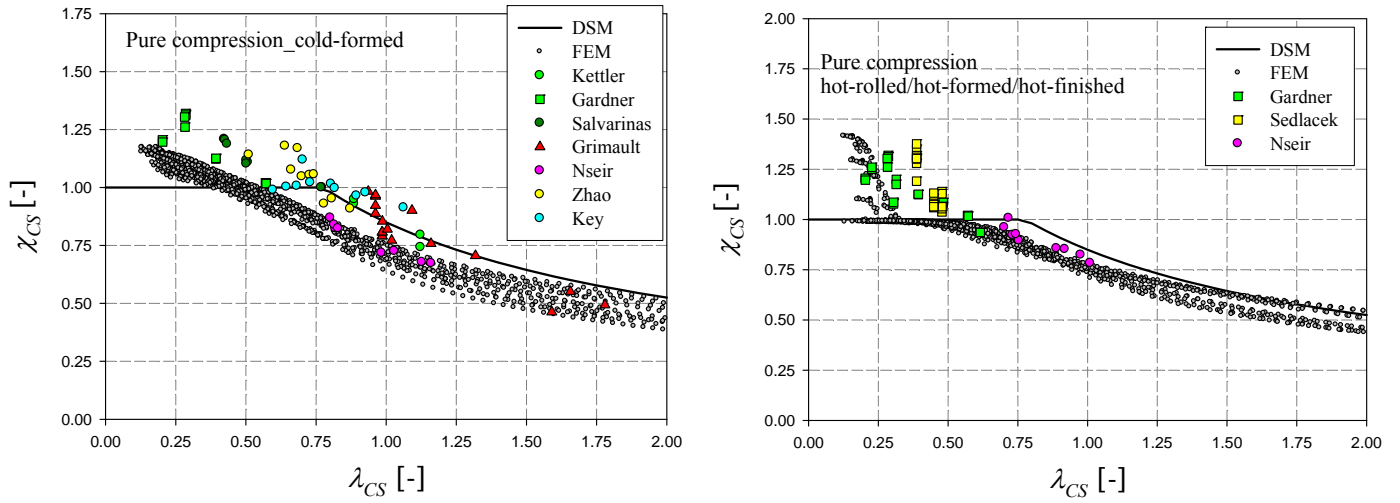 Pure compression_cold-formed
DSM
FEM
Kettler
Gardner
Salvarinas
Grimault
Nseir
Zhao
Key
1.75
1.50
1.25
1.00
0.75
0.50
0.25
0.00
χCS [-]
0.00 0.25 0.50 0.75 1.00 1.25 1.50 1.75 2.00
λCS [-]
Pure compression
hot-rolled/hot-formed/hot-finished
DSM
FEM
Gardner
Sedlacek
Nseir
2.00
1.75
1.50
1.25
1.00
0.75
0.50
0.25
0.00
χCS [-]
0.00 0.25 0.50 0.75 1.00 1.25 1.50 1.75 2.00
λCS [-]